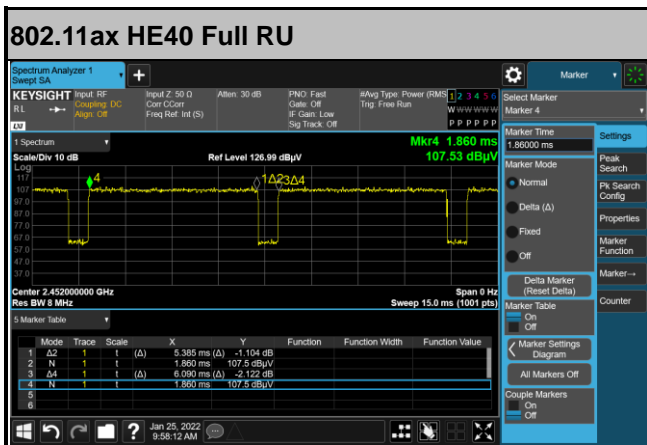 802.11ax HE40 Full RU
Spectrum Analyzer 1
Swept SA
Marker
KEYSIGHT
RL
Input: RF
Coupling: DC
Align: Off
Input Z: 50 Ω
Corr CCorr
Freq Ref: Int (S)
Atten: 30 dB
PNO: Fast
Gate: Off
IF Gain: Low
Sig Track: Off
#Avg Type: Power (RMS
Trig: Free Run
1 2 3 4 5 6
W W W W W W
P P P P P P
Select Marker
Marker 4
1 Spectrum
Mkr4 1.860 ms
107.53 dBµV
Scale/Div 10 dB
Ref Level 126.99 dBµV
Log
117
107
97.0
87.0
77.0
67.0
57.0
47.0
37.0
4
1Δ2
3Δ4
Center 2.452000000 GHz
Span 0 Hz
Res BW 8 MHz
Sweep 15.0 ms (1001 pts)
5 Marker Table
Mode Trace Scale X Y Function Function Width Function Value
1 Δ2 1 t (Δ) 5.385 ms (Δ) -1.104 dB
2 N 1 t 1.860 ms 107.5 dBµV
3 Δ4 1 t (Δ) 6.090 ms (Δ) -2.122 dB
4 N 1 t 1.860 ms 107.5 dBµV
5
6
Marker Time
1.86000 ms
Marker Mode
Normal
Delta (Δ)
Fixed
Off
Delta Marker
(Reset Delta)
Marker Table
On
Off
Marker Settings
Diagram
All Markers Off
Couple Markers
On
Off
Settings
Peak
Search
Pk Search
Config
Properties
Marker
Function
Marker→
Counter
Jan 25, 2022
9:58:12 AM